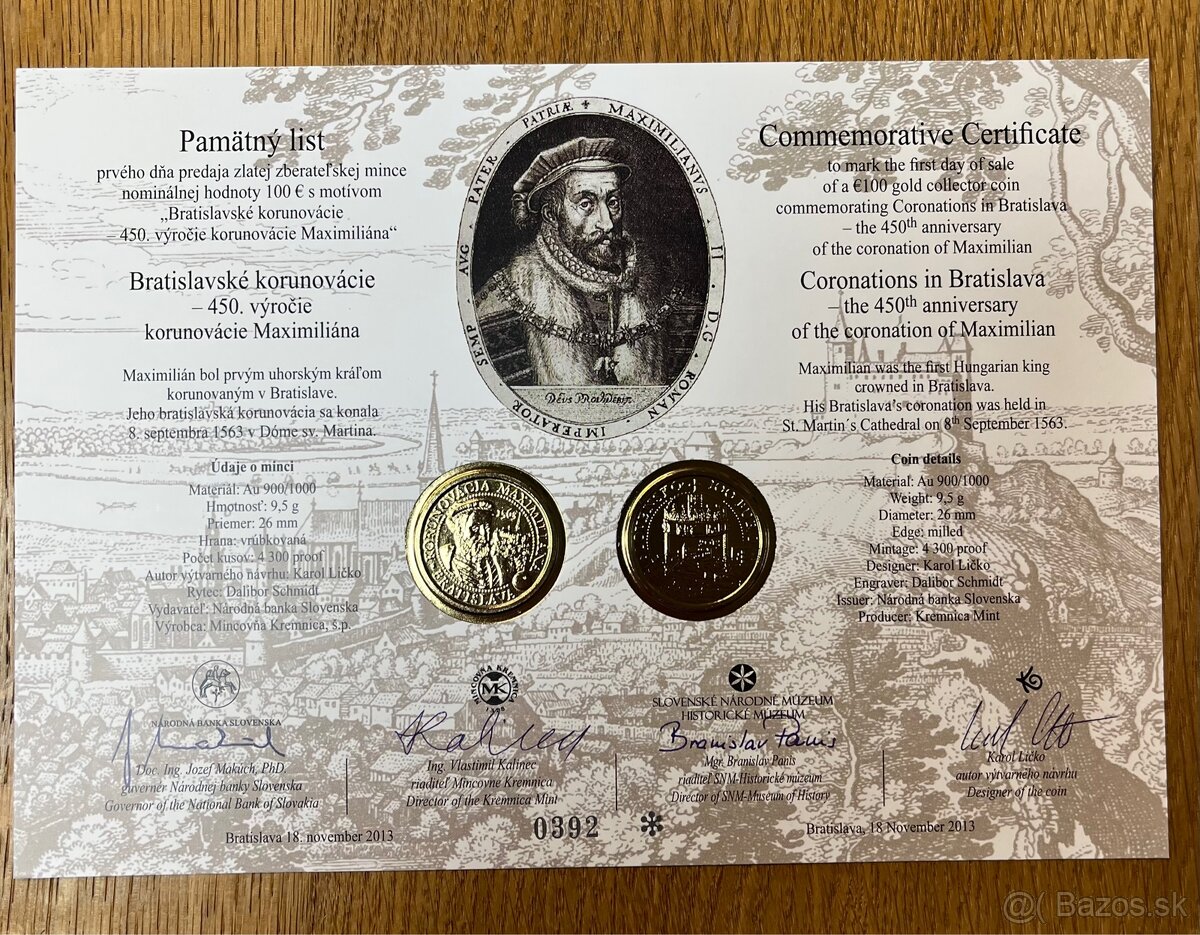 Pamätný list
prvého dňa predaja zlatej zberateľskej mince
nominálnej hodnoty 100 € s motívom
„Bratislavské korunovácie
– 450. výročie korunovácie Maximiliána“
Bratislavské korunovácie
– 450. výročie
korunovácie Maximiliána
Maximilián bol prvým uhorským kráľom
korunovaným v Bratislave.
Jeho bratislavská korunovácia sa konala
8. septembra 1563 v Dóme sv. Martina.
Údaje o minci
Materiál: Au 900/1000
Hmotnosť: 9,5 g
Priemer: 26 mm
Hrana: vrúbkovaná
Počet kusov: 4 300 proof
Autor výtvarného návrhu: Karol Ličko
Rytec: Dalibor Schmidt
Vydavateľ: Národná banka Slovenska
Výrobca: Mincovňa Kremnica, š.p.
SEMP. AVG. PATER PATRIÆ MAXIMILIANVS II D.G. ROMAN IMPERATOR
DEVS PROVIDEBIT
Commemorative Certificate
to mark the first day of sale
of a €100 gold collector coin
commemorating Coronations in Bratislava
– the 450th anniversary
of the coronation of Maximilian
Coronations in Bratislava
– the 450th anniversary
of the coronation of Maximilian
Maximilian was the first Hungarian king
crowned in Bratislava.
His Bratislava's coronation was held in
St. Martin´s Cathedral on 8th September 1563.
Coin details
Material: Au 900/1000
Weight: 9,5 g
Diameter: 26 mm
Edge: milled
Mintage: 4 300 proof
Designer: Karol Ličko
Engraver: Dalibor Schmidt
Issuer: Národná banka Slovenska
Producer: Kremnica Mint
KORUNOVÁCIA MAXIMILIÁNA
BRATISLAVE
NÁRODNÁ BANKA SLOVENSKA
Doc. Ing. Jozef Makúch, PhD.
guvernér Národnej banky Slovenska
Governor of the National Bank of Slovakia
MINCOVŇA KREMNICA
MK
1328
Ing. Vlastimil Kalinec
riaditeľ Mincovne Kremnica
Director of the Kremnica Mint
SLOVENSKÉ NÁRODNÉ MÚZEUM
HISTORICKÉ MÚZEUM
Branislav Panis
Mgr. Branislav Panis
riaditeľ SNM-Historické múzeum
Director of SNM-Museum of History
Karol Ličko
autor výtvarného návrhu
Designer of the coin
Bratislava 18. november 2013
0392
Bratislava, 18 November 2013
@( Bazos.sk